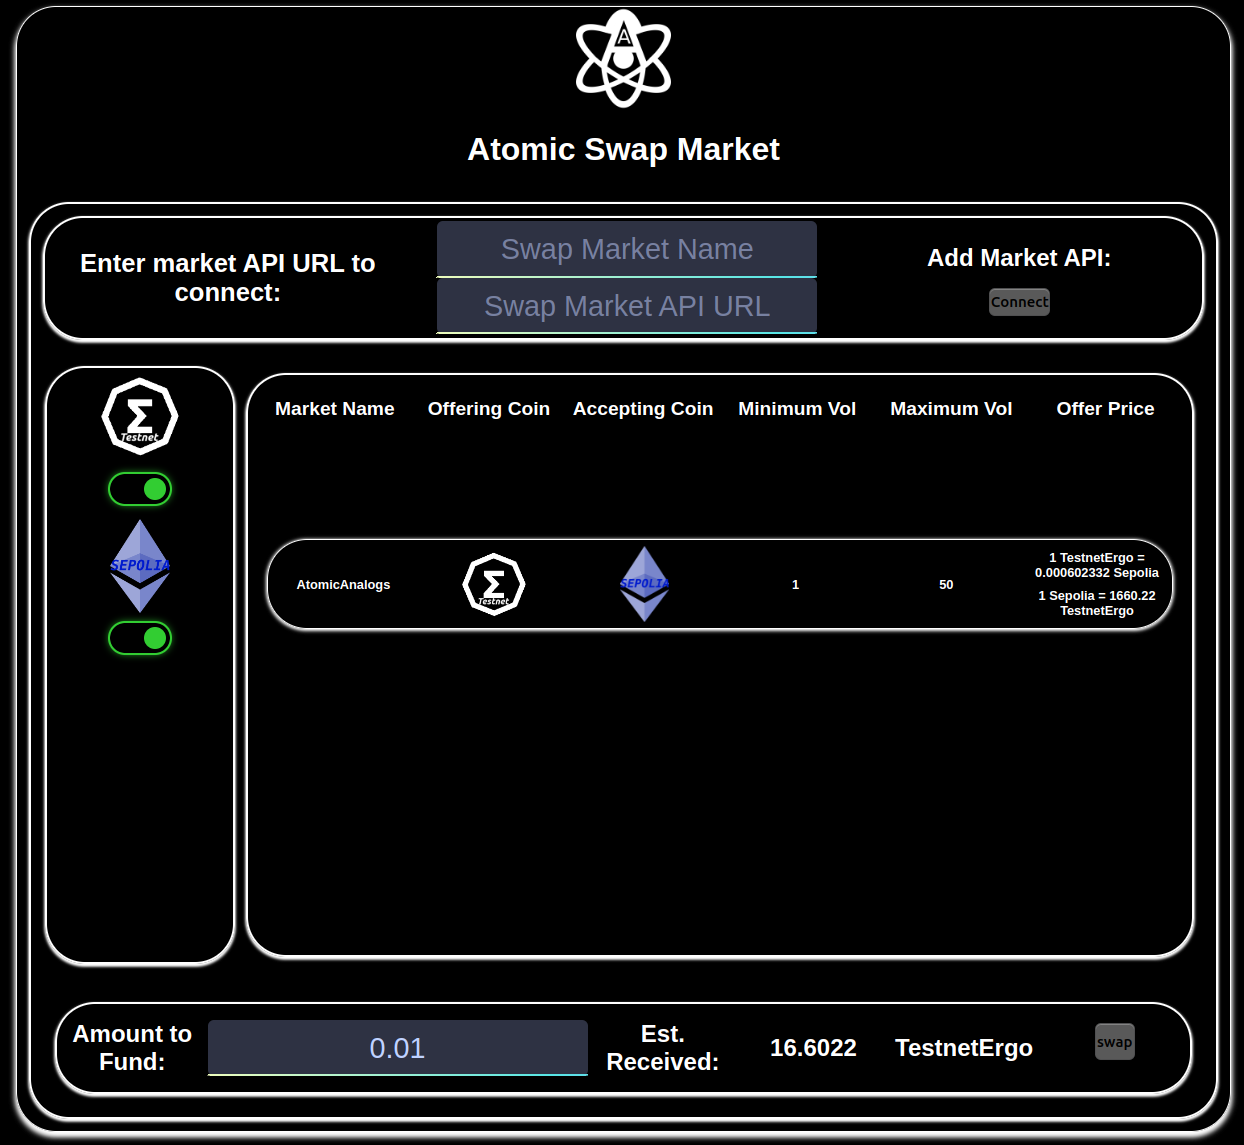 A
Atomic Swap Market
Enter market API URL to
connect:
Swap Market Name
Swap Market API URL
Add Market API:
Connect
Σ
Testnet
SEPOLIA
Market Name Offering Coin Accepting Coin Minimum Vol Maximum Vol Offer Price
AtomicAnalogs
Σ
Testnet
SEPOLIA
1
50
1 TestnetErgo =
0.000602332 Sepolia
1 Sepolia = 1660.22
TestnetErgo
Amount to
Fund:
0.01
Est.
Received:
16.6022
TestnetErgo
swap